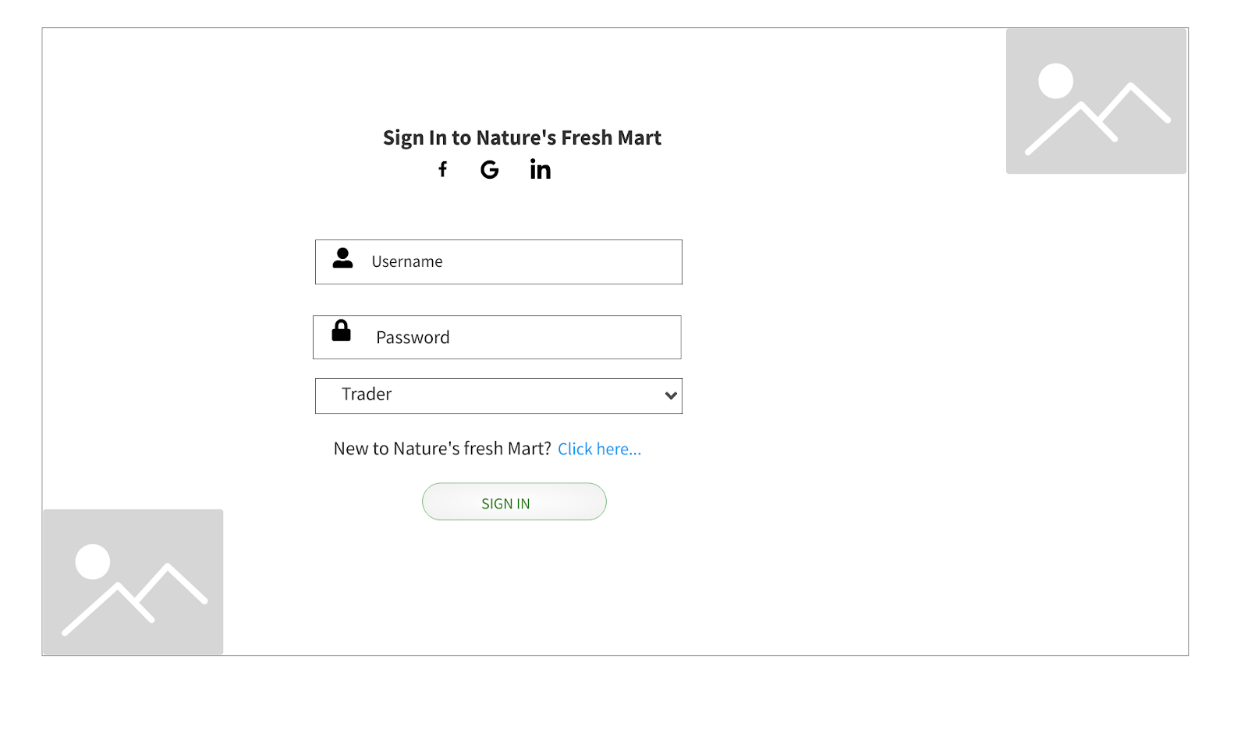 Sign In to Nature's Fresh Mart
f G in
Username
Password
Trader
New to Nature's fresh Mart? Click here...
SIGN IN